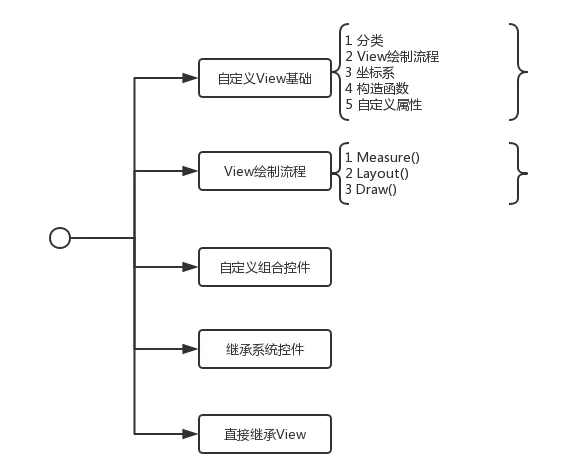 自定义View基础
1 分类
2 View绘制流程
3 坐标系
4 构造函数
5 自定义属性
View绘制流程
1 Measure()
2 Layout()
3 Draw()
自定义组合控件
继承系统控件
直接继承View